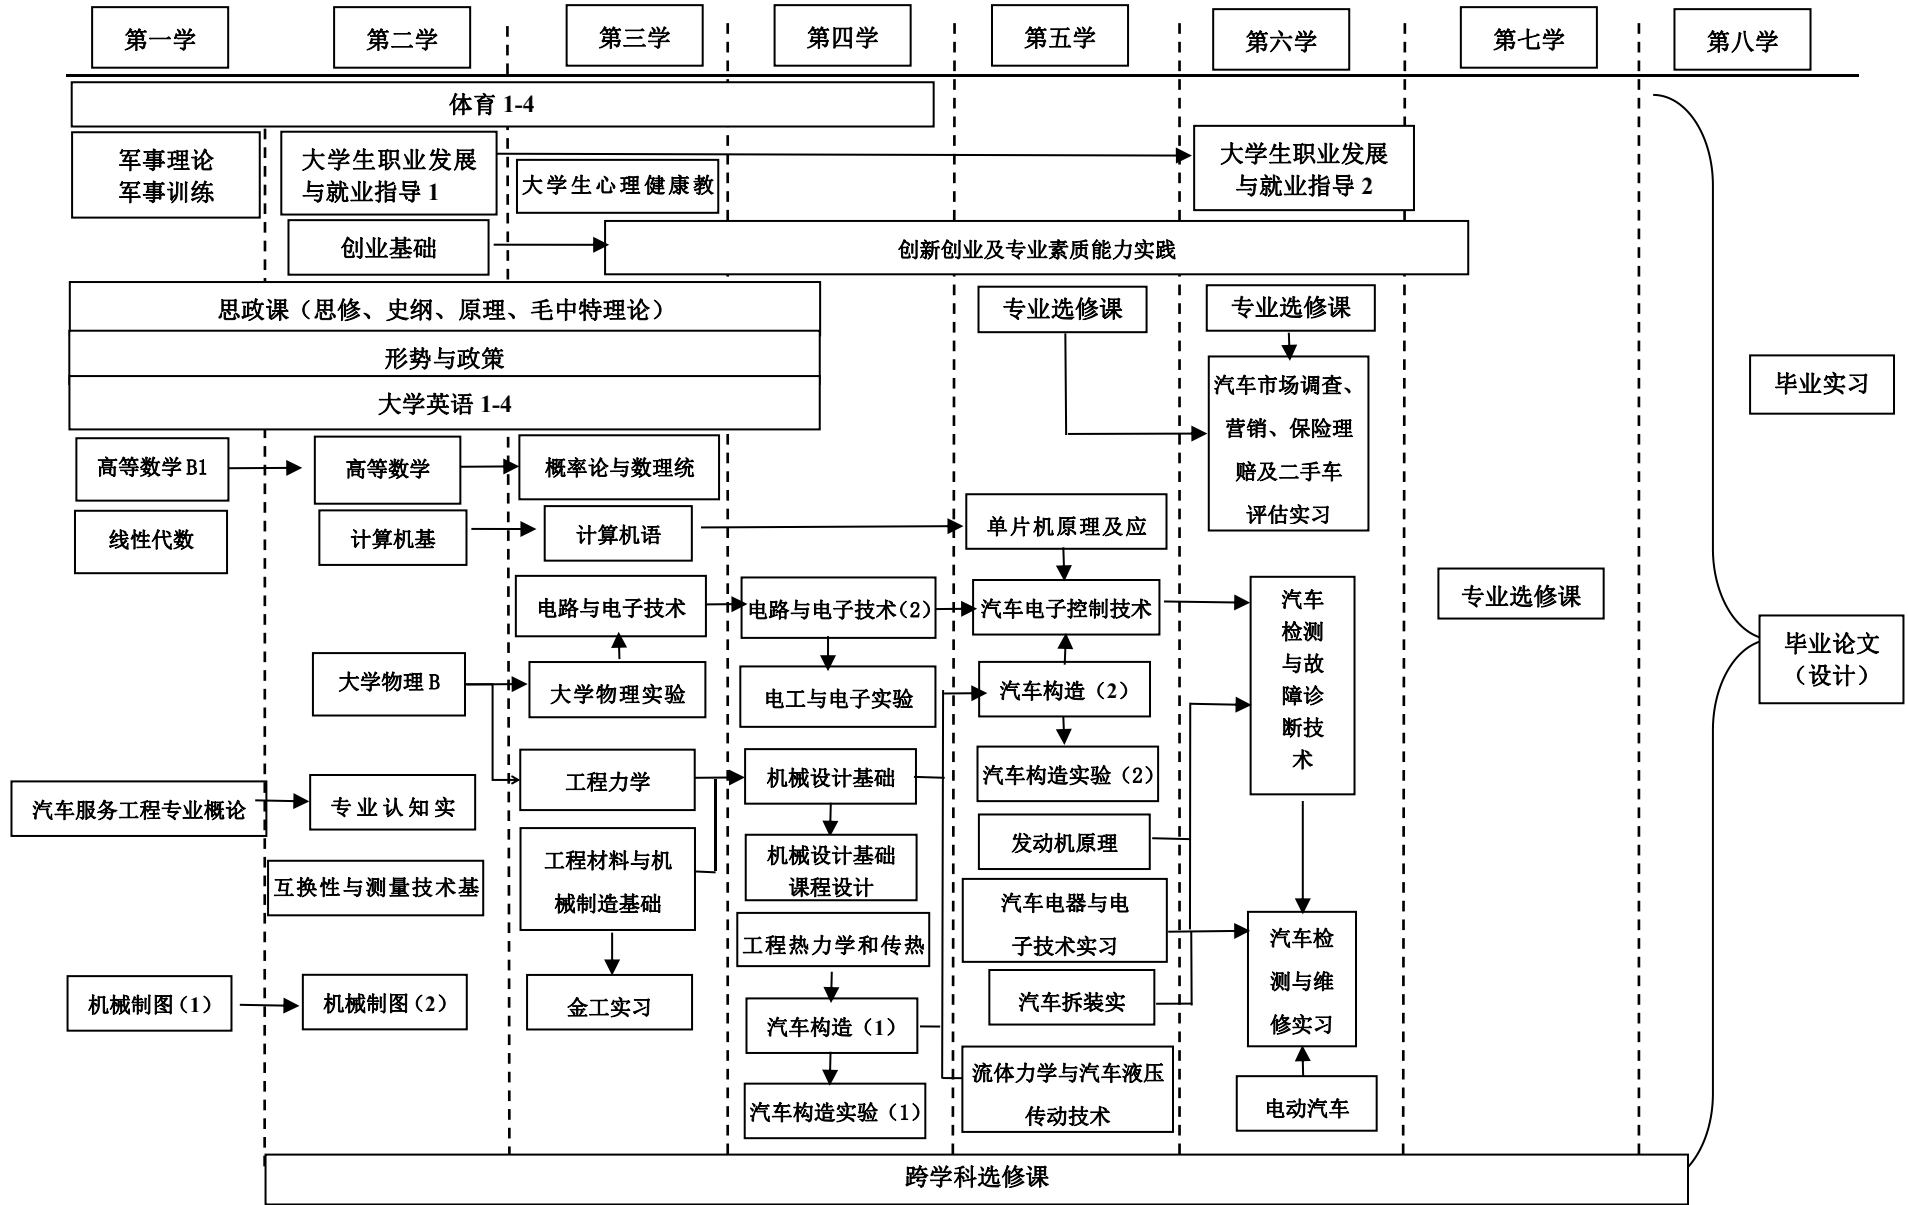 第一学
第二学
第三学
第四学
第五学
第六学
第七学
第八学
体育 1-4
军事理论
军事训练
大学生职业发展
与就业指导 1
大学生心理健康教
大学生职业发展
与就业指导 2
创业基础
创新创业及专业素质能力实践
思政课（思修、史纲、原理、毛中特理论）
形势与政策
大学英语 1-4
专业选修课
专业选修课
汽车市场调查、
营销、保险理
赔及二手车
评估实习
毕业实习
高等数学 B1
高等数学
概率论与数理统
线性代数
计算机基
计算机语
单片机原理及应
电路与电子技术
电路与电子技术（2）
汽车电子控制技术
汽车
检测
与故
障诊
断技
术
专业选修课
毕业论文
（设计）
大学物理 B
大学物理实验
电工与电子实验
汽车构造（2）
汽车服务工程专业概论
专业认知实
工程力学
机械设计基础
汽车构造实验（2）
互换性与测量技术基
工程材料与机
械制造基础
机械设计基础
课程设计
发动机原理
工程热力学和传热
汽车电器与电
子技术实习
汽车检
测与维
修实习
机械制图（1）
机械制图（2）
金工实习
汽车构造（1）
汽车拆装实
汽车构造实验（1）
流体力学与汽车液压
传动技术
电动汽车
跨学科选修课